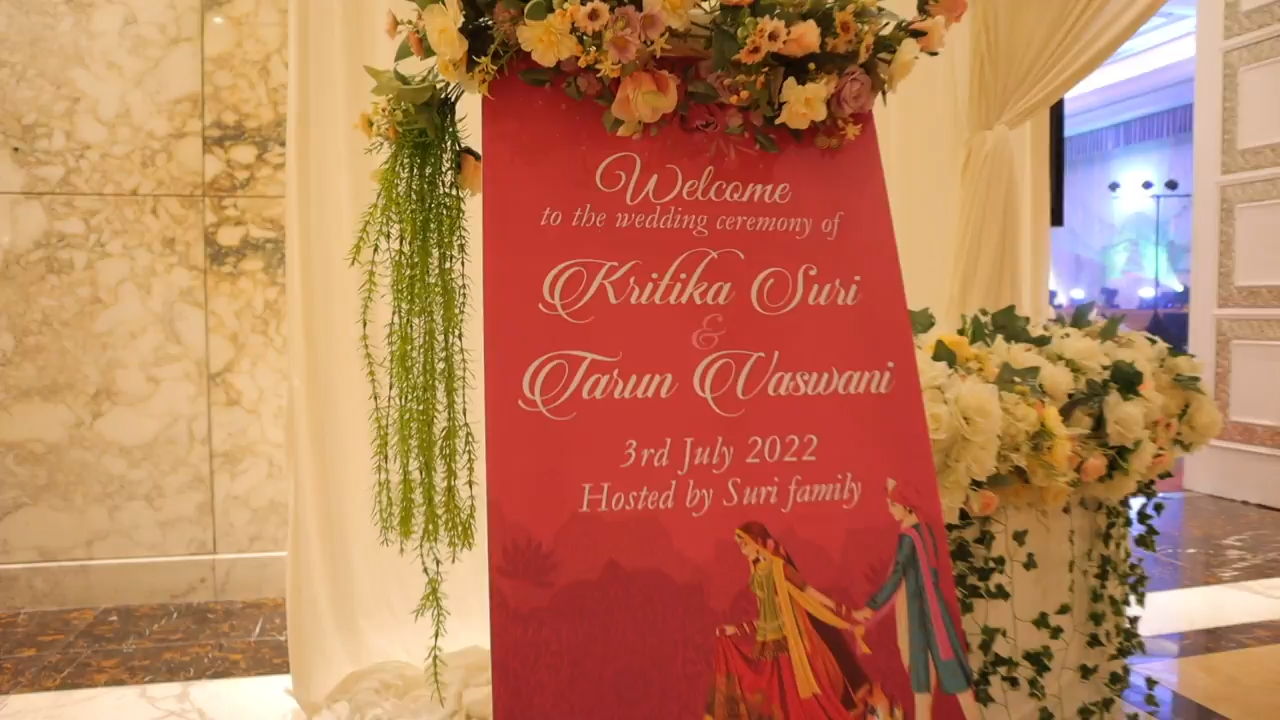 Welcome
to the wedding ceremony of
Kritika Suri
&
Tarun Vaswani
3rd July 2022
Hosted by Suri family